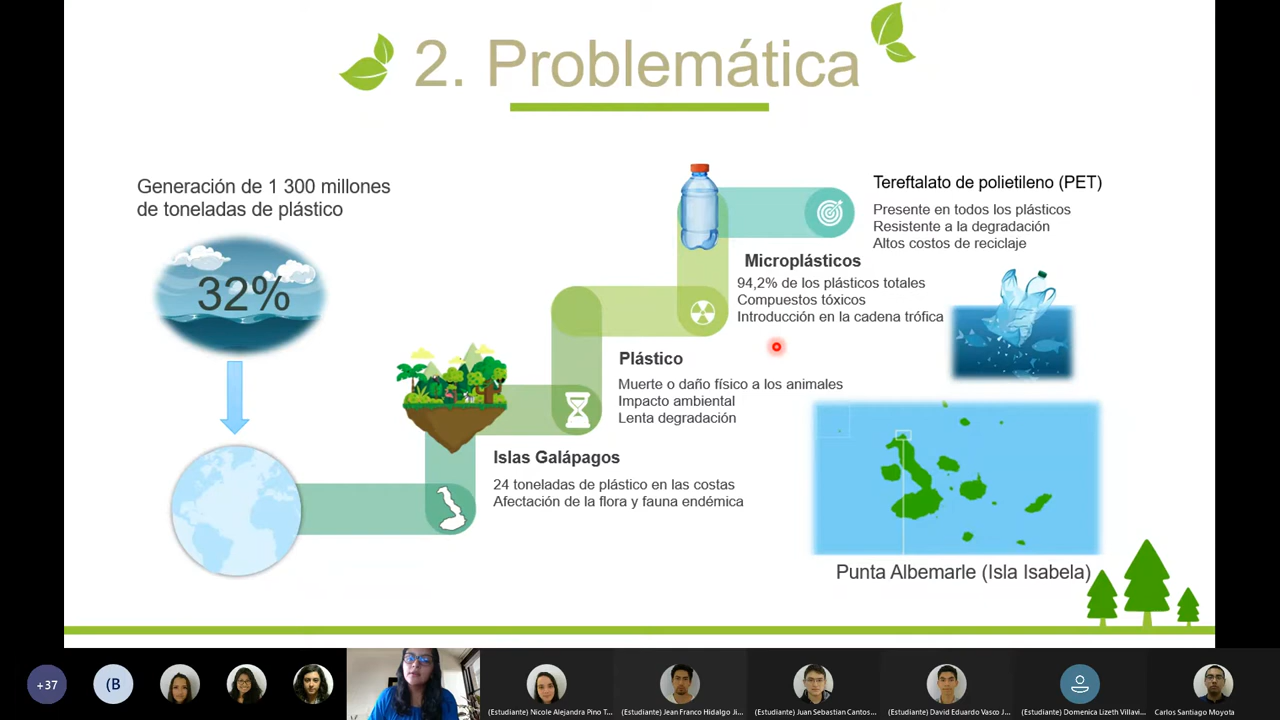 2. Problemática
Generación de 1 300 millones
de toneladas de plástico
32%
Tereftalato de polietileno (PET)
Presente en todos los plásticos
Resistente a la degradación
Altos costos de reciclaje
Microplásticos
94,2% de los plásticos totales
Compuestos tóxicos
Introducción en la cadena trófica
Plástico
Muerte o daño físico a los animales
Impacto ambiental
Lenta degradación
Islas Galápagos
24 toneladas de plástico en las costas
Afectación de la flora y fauna endémica
Punta Albemarle (Isla Isabela)
+37
(B
(Estudiante) Nicole Alejandra Pino T...
(Estudiante) Jean Franco Hidalgo Ji...
(Estudiante) Juan Sebastian Cantos...
(Estudiante) David Eduardo Vasco J...
(Estudiante) Domenica Lizeth Villavi...
Carlos Santiago Moyota